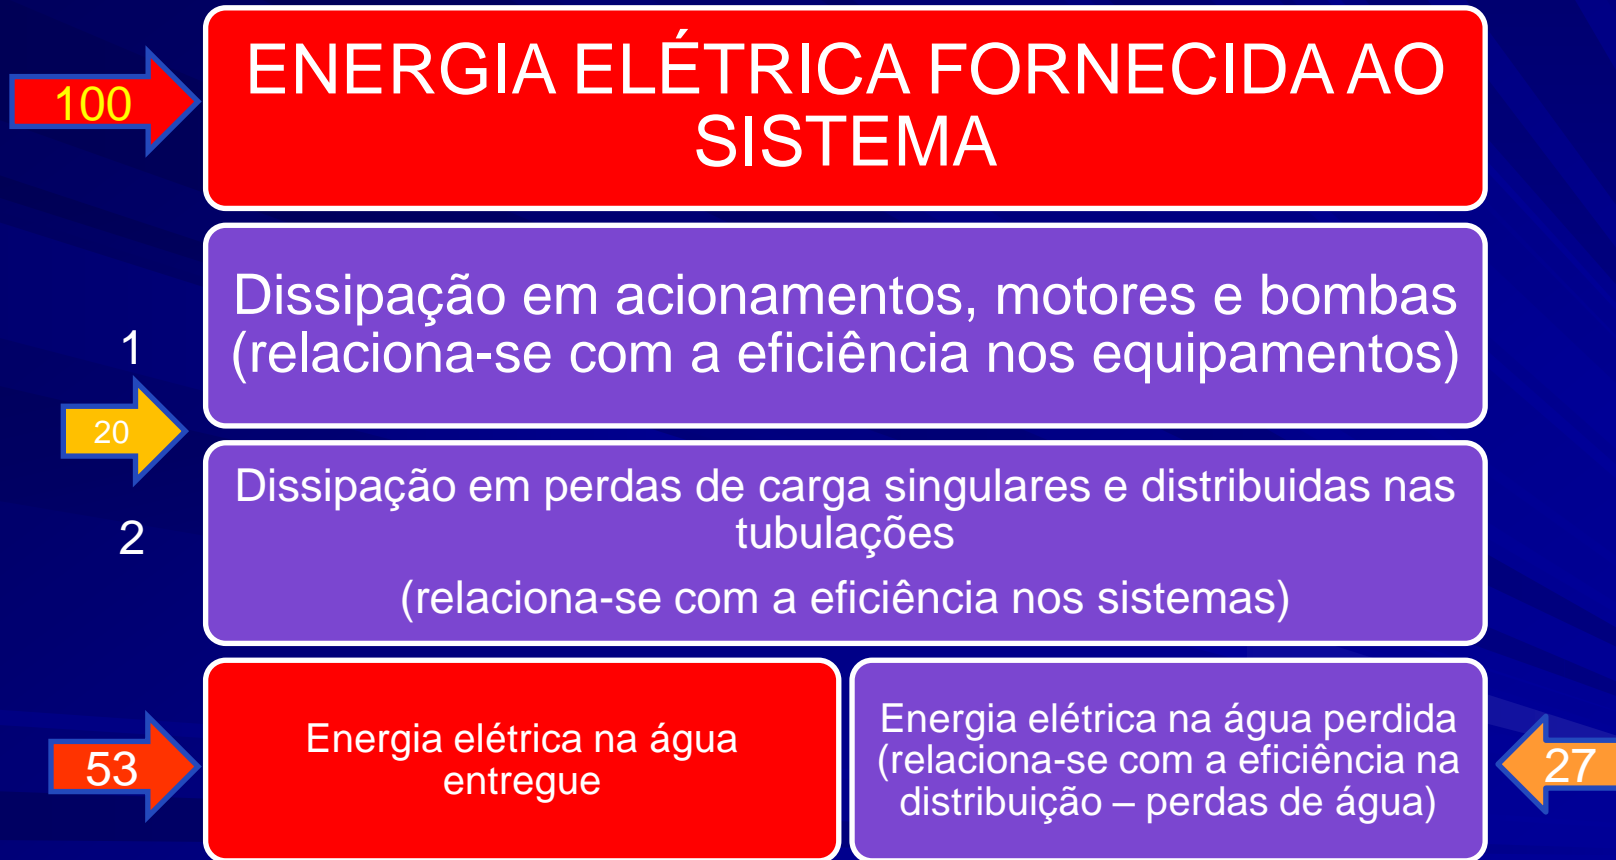 100
ENERGIA ELÉTRICA FORNECIDA AO
SISTEMA
1
Dissipação em acionamentos, motores e bombas
(relaciona-se com a eficiência nos equipamentos)
20
2
Dissipação em perdas de carga singulares e distribuidas nas
tubulações
(relaciona-se com a eficiência nos sistemas)
53
Energia elétrica na água
entregue
Energia elétrica na água perdida
(relaciona-se com a eficiência na
distribuição – perdas de água)
27